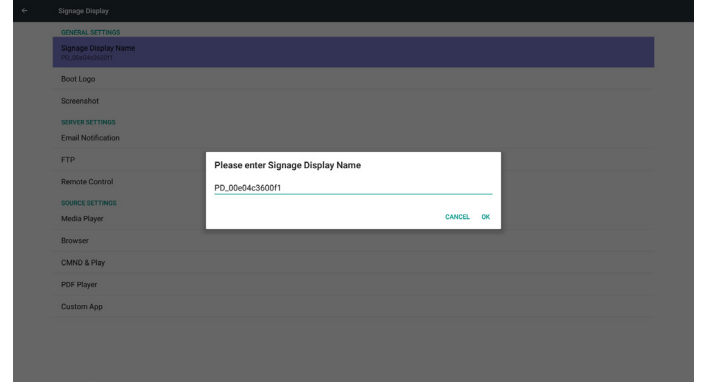 Signage Display
GENERAL SETTINGS
Signage Display Name
PD_00e04c3600f1
Boot Logo
Screenshot
SERVER SETTINGS
Email Notification
FTP
Remote Control
SOURCE SETTINGS
Media Player
Browser
CMND & Play
PDF Player
Custom App
Please enter Signage Display Name
PD_00e04c3600f1
CANCEL OK